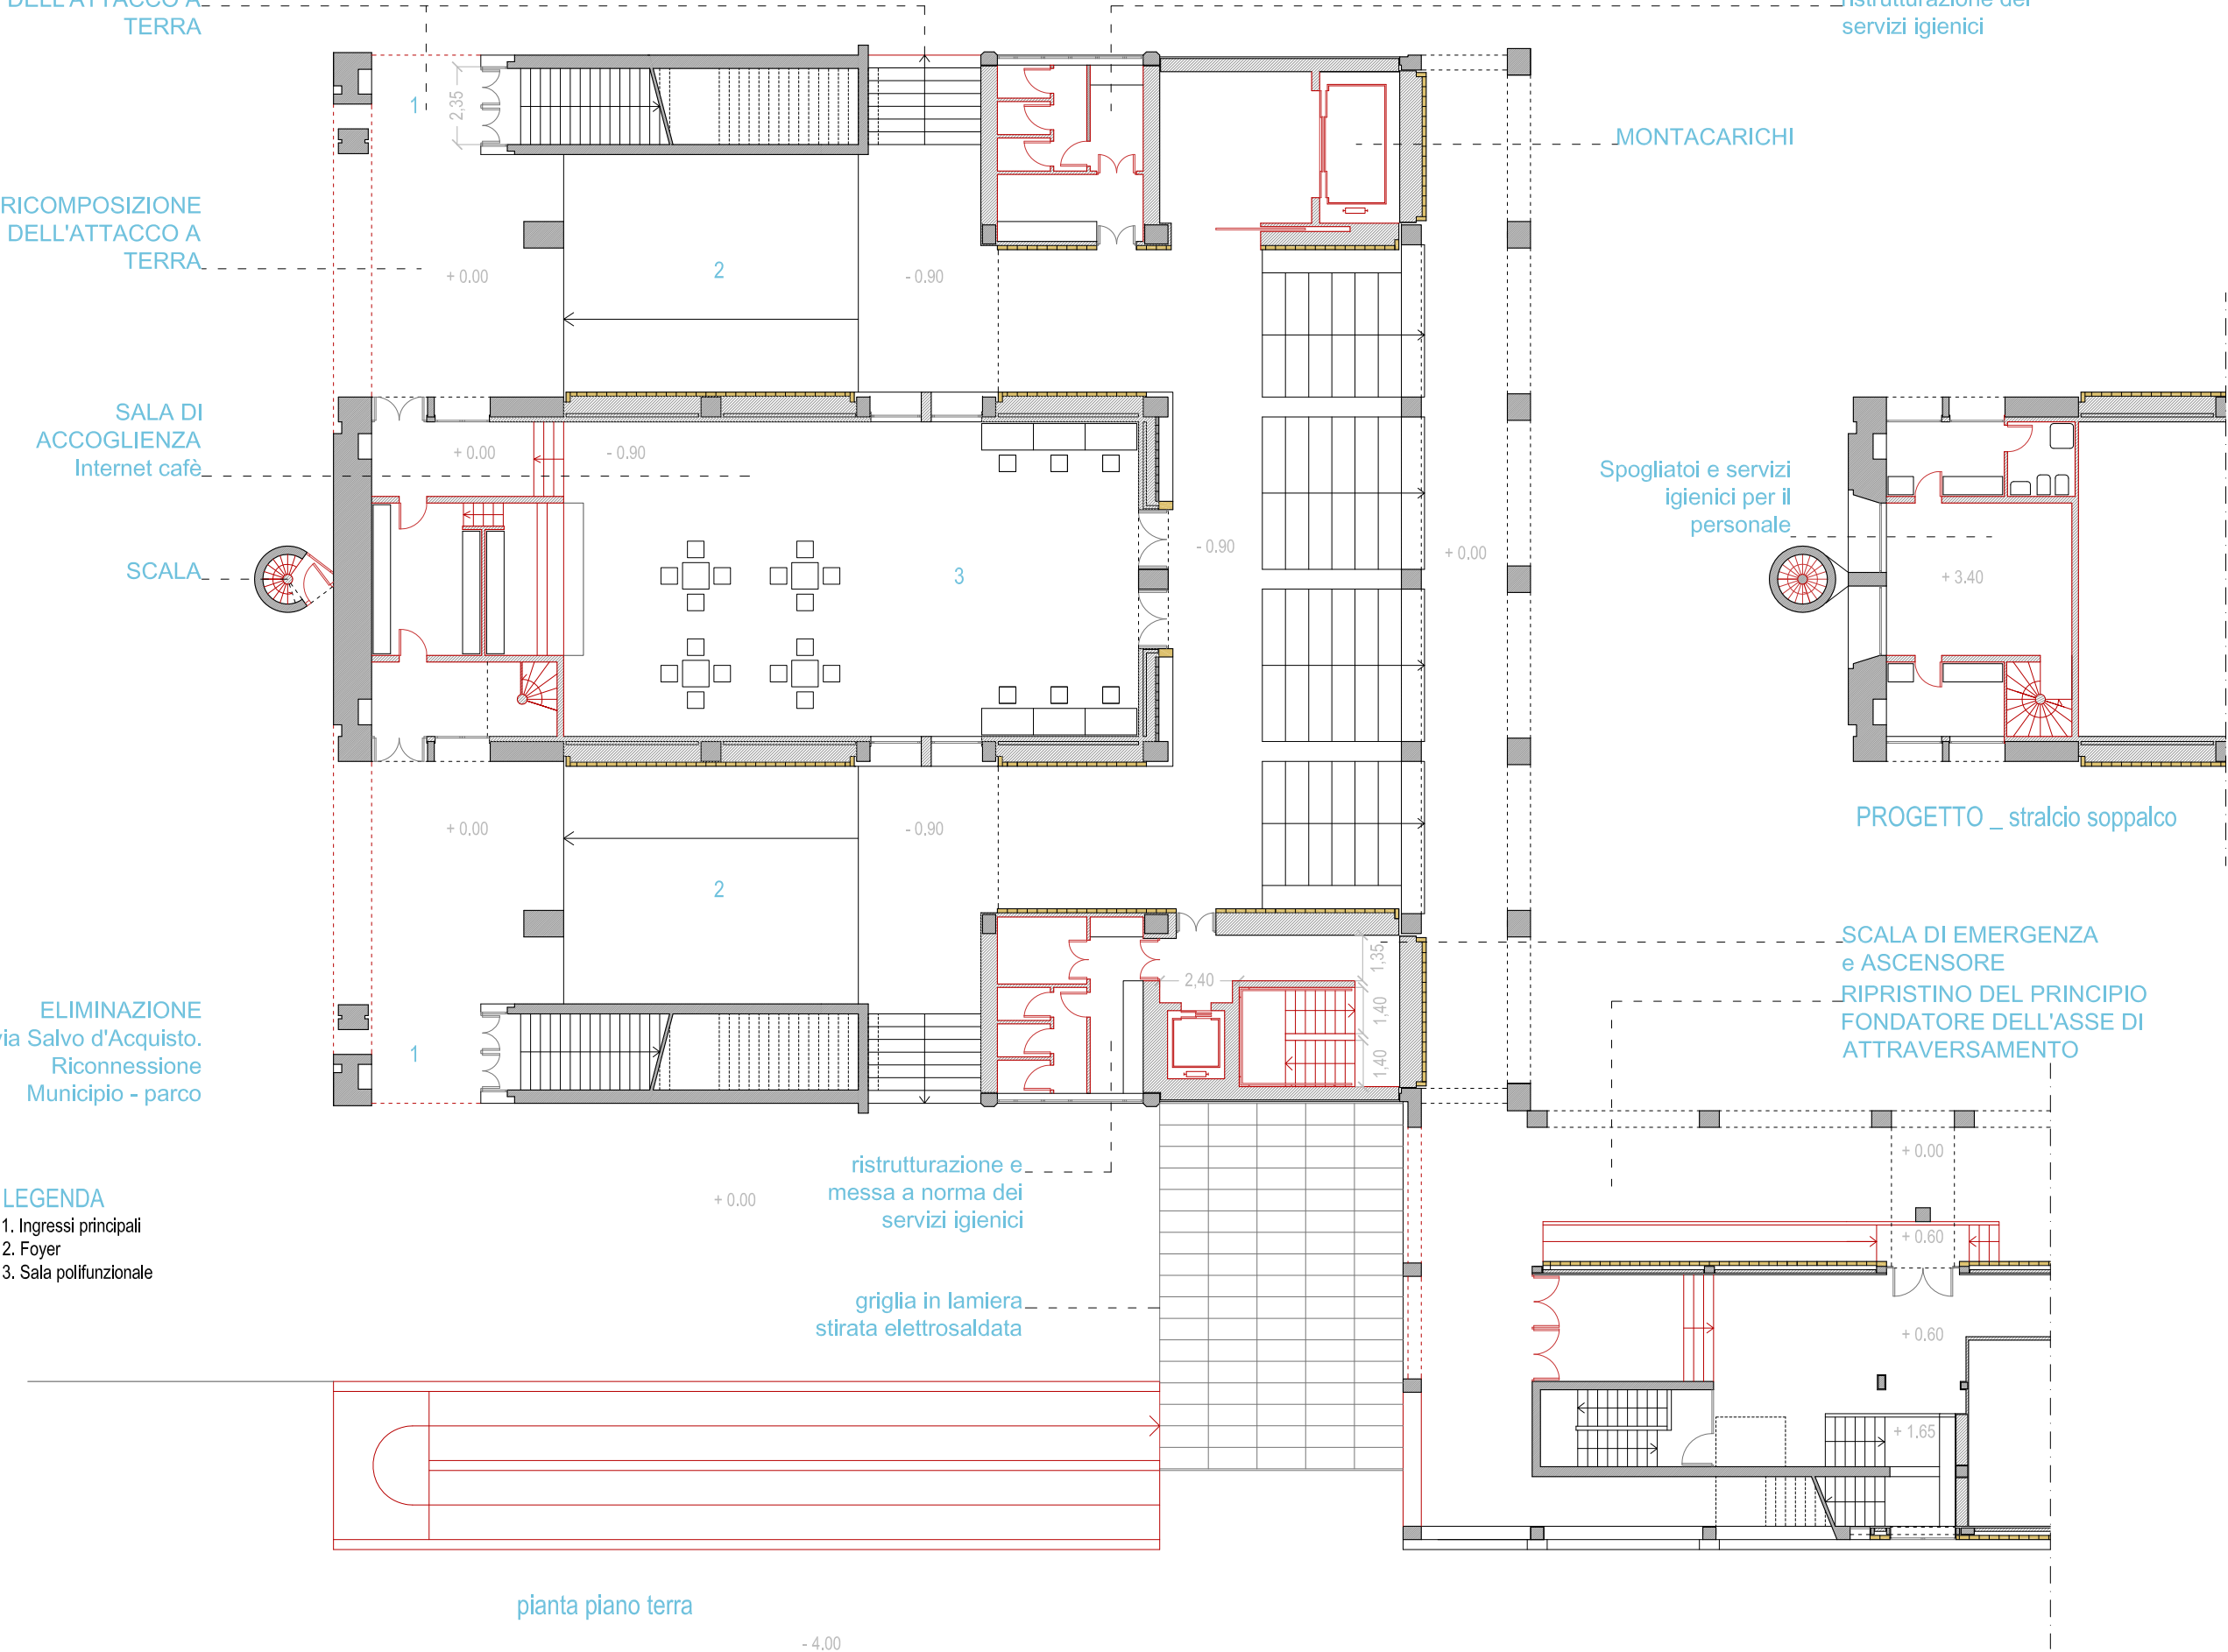 DELL'ATTACCO A
TERRA
ristrutturazione dei
servizi igienici
1
2,35
MONTACARICHI
RICOMPOSIZIONE
DELL'ATTACCO A
TERRA
+ 0.00
2
- 0.90
SALA DI
ACCOGLIENZA
Internet cafè
+ 0.00
- 0.90
SCALA
3
- 0.90
+ 0.00
Spogliatoi e servizi
igienici per il
personale
+ 3.40
PROGETTO _ stralcio soppalco
+ 0.00
2
- 0.90
ELIMINAZIONE
via Salvo d'Acquisto.
Riconnessione
Municipio - parco
1
2,40
1,35
1,40
1,40
SCALA DI EMERGENZA
e ASCENSORE
RIPRISTINO DEL PRINCIPIO
FONDATORE DELL'ASSE DI
ATTRAVERSAMENTO
LEGENDA
1. Ingressi principali
2. Foyer
3. Sala polifunzionale
+ 0.00
ristrutturazione e
messa a norma dei
servizi igienici
griglia in lamiera
stirata elettrosaldata
+ 0.00
+ 0.60
+ 0.60
+ 1.65
pianta piano terra
- 4.00